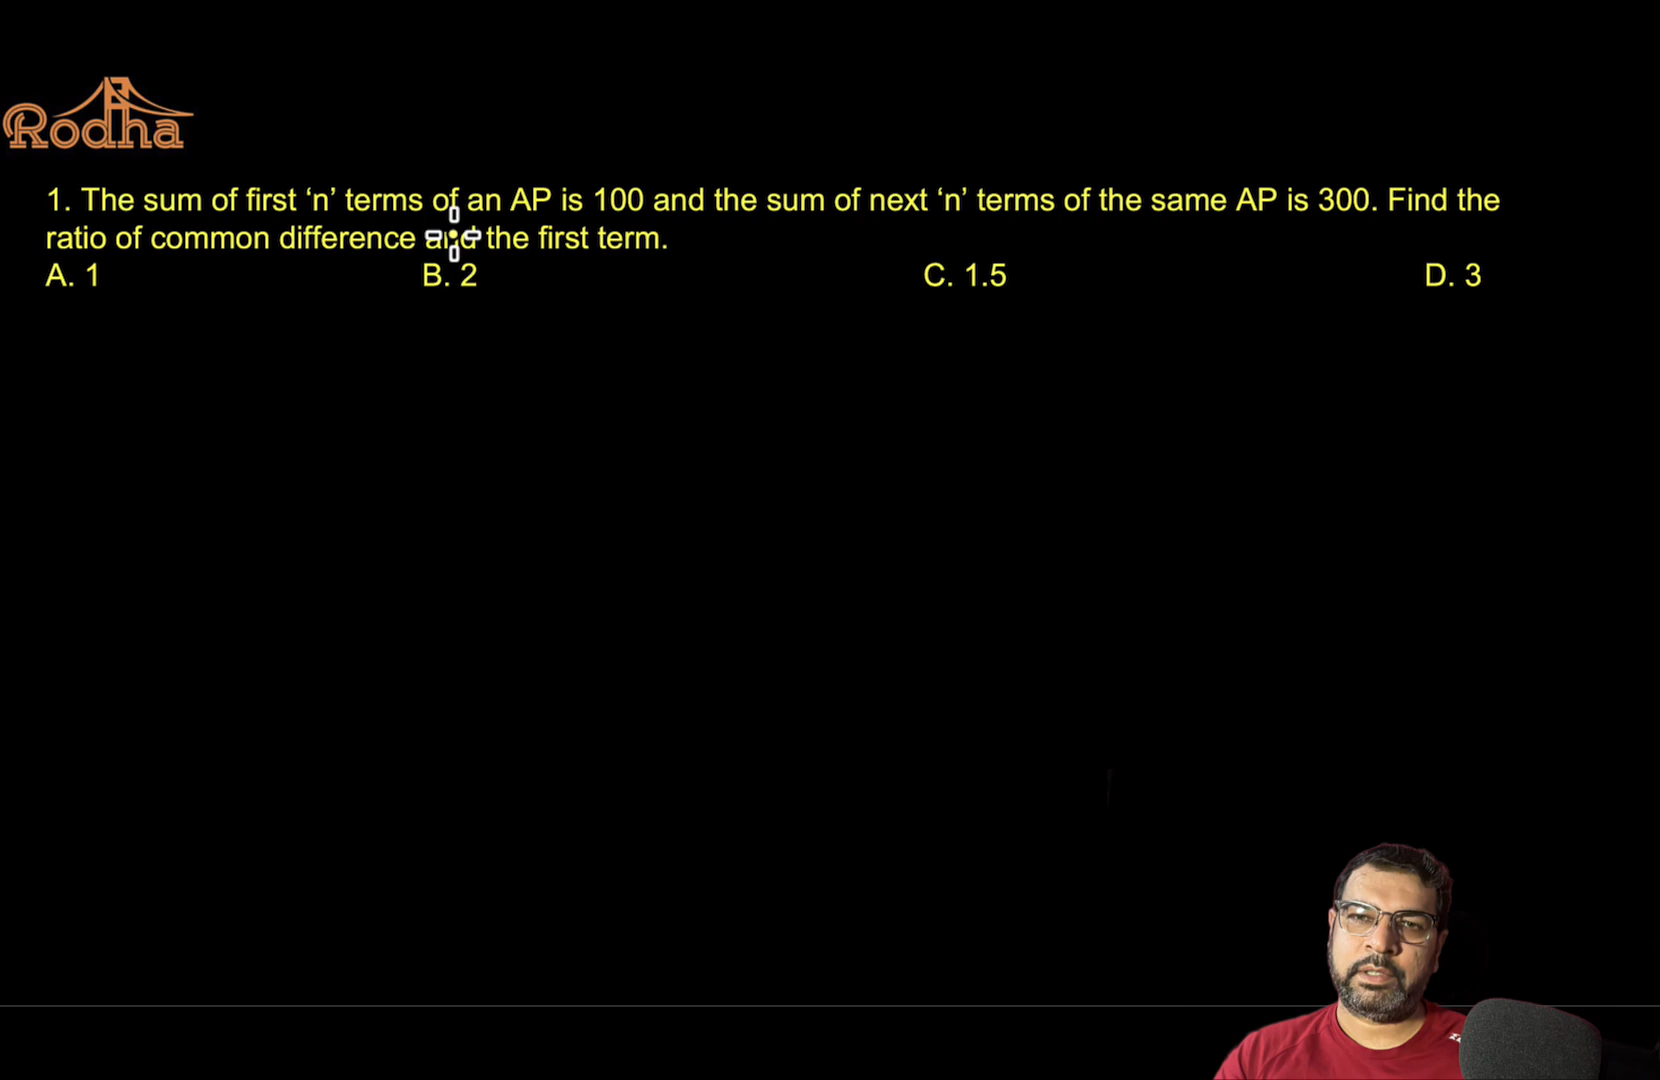 Rodha
1. The sum of first ‘n’ terms of an AP is 100 and the sum of next ‘n’ terms of the same AP is 300. Find the
ratio of common difference and the first term.
A. 1 B. 2 C. 1.5 D. 3